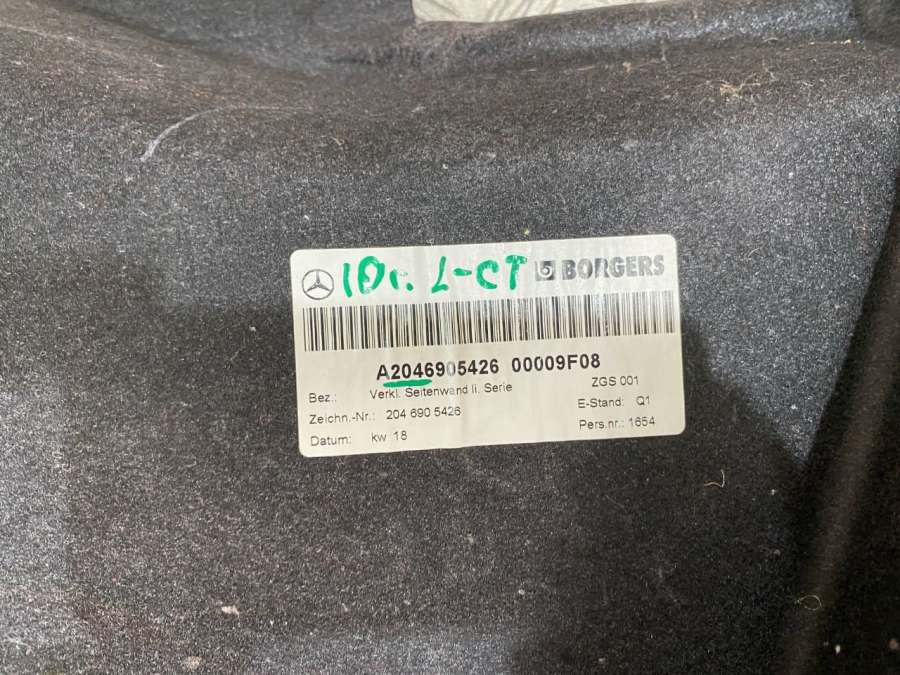 1Dr. L-CT BORGERS
A2046905426 00009F08
Bez.: Verkl. Seitenwand li. Serie ZGS 001
Zeichn.-Nr.: 204 690 5426 E-Stand: Q1
Datum: kw 18 Pers.nr.: 1654